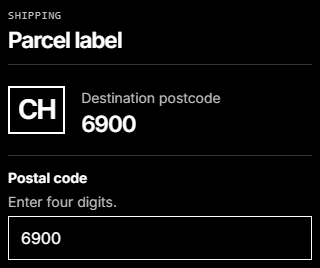 SHIPPING
Parcel label
CH
Destination postcode
6900
Postal code
Enter four digits.
6900